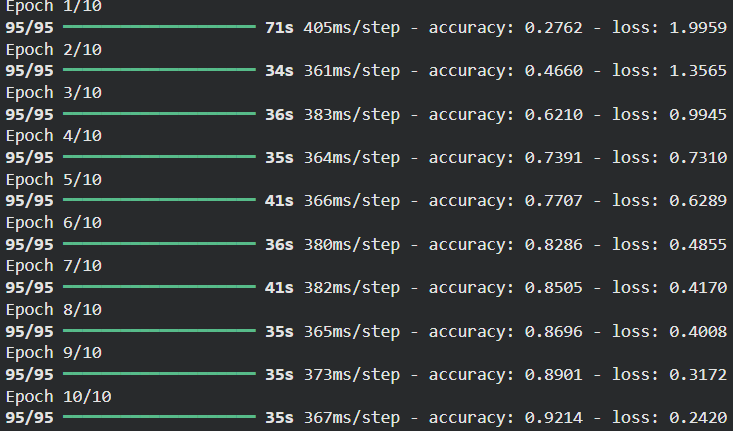 Epoch 1/10
95/95 ━━━━━━━━━━━━━━━━━━━━ 71s 405ms/step - accuracy: 0.2762 - loss: 1.9959
Epoch 2/10
95/95 ━━━━━━━━━━━━━━━━━━━━ 34s 361ms/step - accuracy: 0.4660 - loss: 1.3565
Epoch 3/10
95/95 ━━━━━━━━━━━━━━━━━━━━ 36s 383ms/step - accuracy: 0.6210 - loss: 0.9945
Epoch 4/10
95/95 ━━━━━━━━━━━━━━━━━━━━ 35s 364ms/step - accuracy: 0.7391 - loss: 0.7310
Epoch 5/10
95/95 ━━━━━━━━━━━━━━━━━━━━ 41s 366ms/step - accuracy: 0.7707 - loss: 0.6289
Epoch 6/10
95/95 ━━━━━━━━━━━━━━━━━━━━ 36s 380ms/step - accuracy: 0.8286 - loss: 0.4855
Epoch 7/10
95/95 ━━━━━━━━━━━━━━━━━━━━ 41s 382ms/step - accuracy: 0.8505 - loss: 0.4170
Epoch 8/10
95/95 ━━━━━━━━━━━━━━━━━━━━ 35s 365ms/step - accuracy: 0.8696 - loss: 0.4008
Epoch 9/10
95/95 ━━━━━━━━━━━━━━━━━━━━ 35s 373ms/step - accuracy: 0.8901 - loss: 0.3172
Epoch 10/10
95/95 ━━━━━━━━━━━━━━━━━━━━ 35s 367ms/step - accuracy: 0.9214 - loss: 0.2420